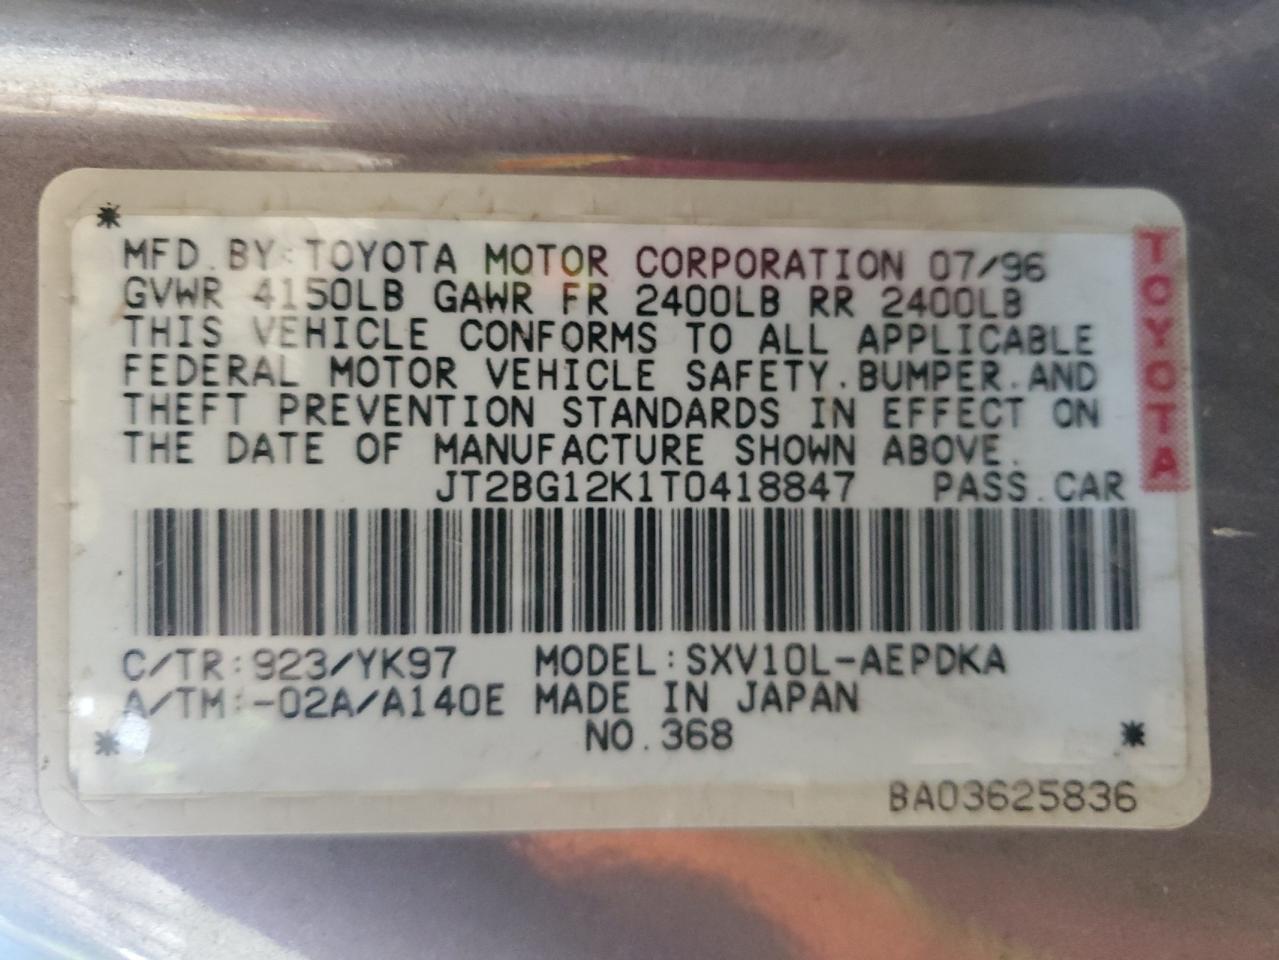 MFD.BY:TOYOTA MOTOR CORPORATION 07/96
GVWR 4150LB GAWR FR 2400LB RR 2400LB
THIS VEHICLE CONFORMS TO ALL APPLICABLE
FEDERAL MOTOR VEHICLE SAFETY.BUMPER.AND
THEFT PREVENTION STANDARDS IN EFFECT ON
THE DATE OF MANUFACTURE SHOWN ABOVE.
JT2BG12K1T0418847 PASS.CAR
C/TR:923/YK97 MODEL:SXV10L-AEPDKA
A/TM:-02A/A140E MADE IN JAPAN
NO.368
BA03625836
TOYOTA